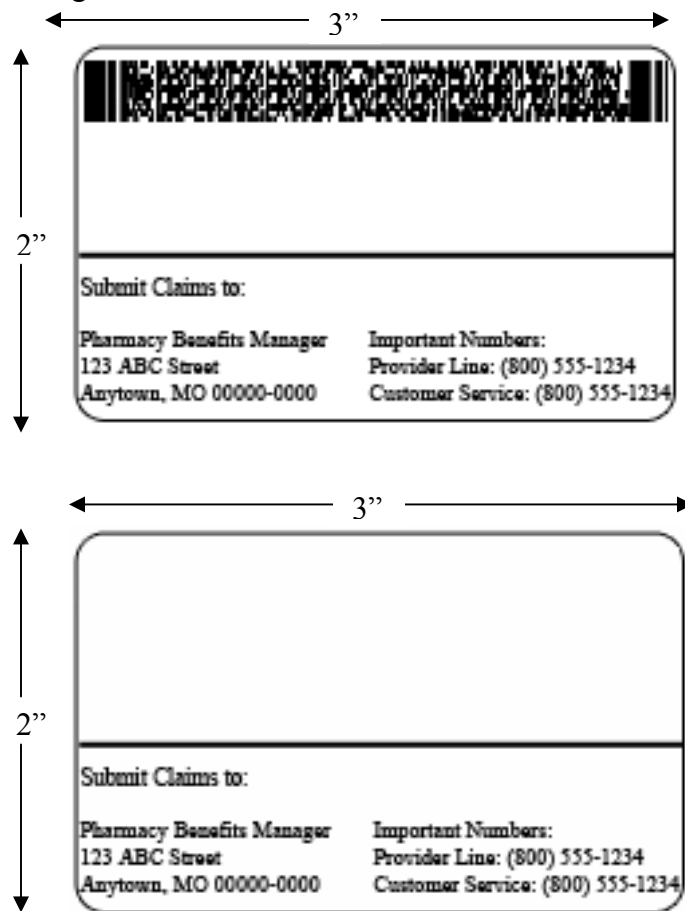 3”
2”
Submit Claims to:
Pharmacy Benefits Manager
123 ABC Street
Anytown, MO 00000-0000
Important Numbers:
Provider Line: (800) 555-1234
Customer Service: (800) 555-1234
3”
2”
Submit Claims to:
Pharmacy Benefits Manager
123 ABC Street
Anytown, MO 00000-0000
Important Numbers:
Provider Line: (800) 555-1234
Customer Service: (800) 555-1234